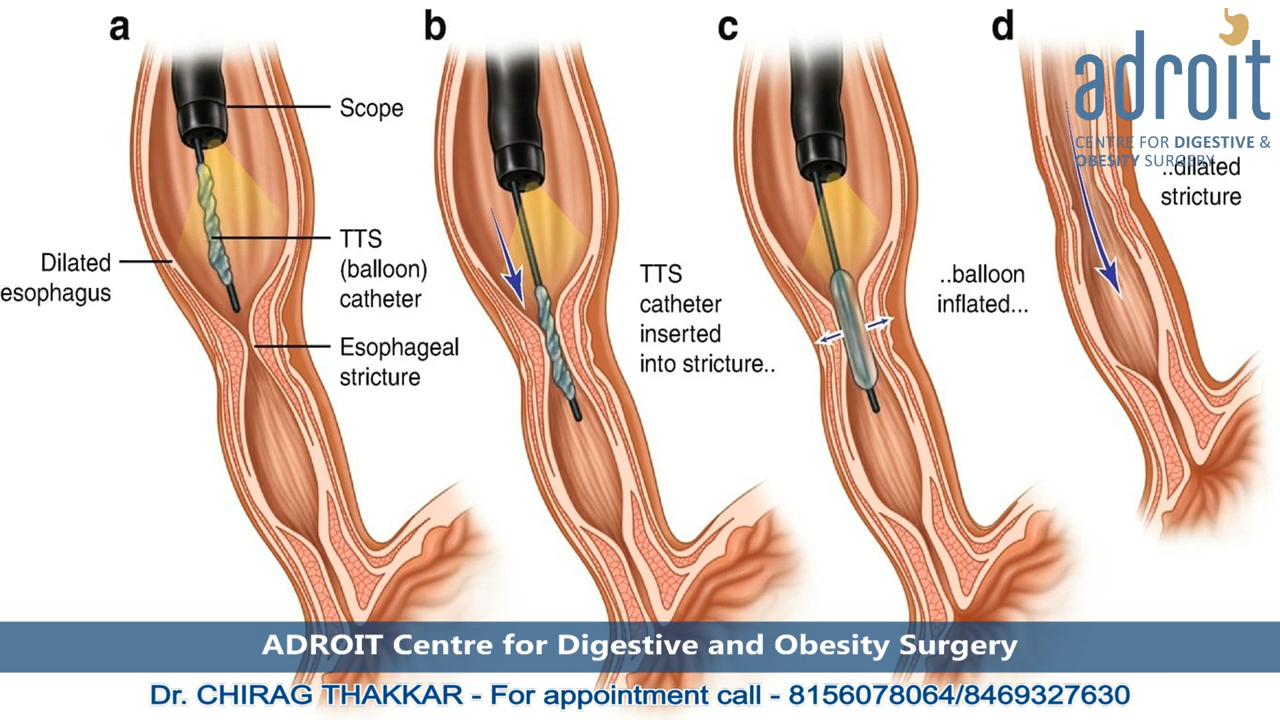 a
b
c
d
adroit
CENTRE FOR DIGESTIVE &
OBESITY SURGERY
Scope
TTS
(balloon)
catheter
Dilated
esophagus
Esophageal
stricture
TTS
catheter
inserted
into stricture..
..balloon
inflated...
..dilated
stricture
ADROIT Centre for Digestive and Obesity Surgery
Dr. CHIRAG THAKKAR - For appointment call - 8156078064/8469327630